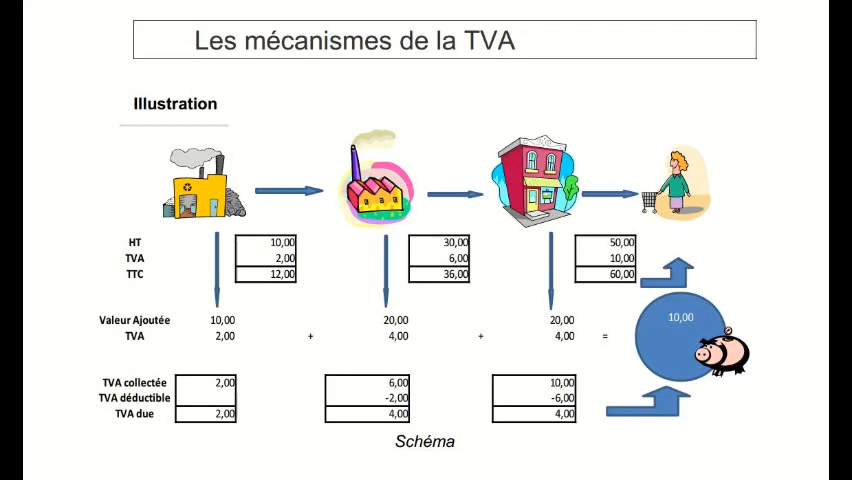 Les mécanismes de la TVA
Illustration
HT 10,00 30,00 50,00
TVA 2,00 6,00 10,00
TTC 12,00 36,00 60,00
Valeur Ajoutée 10,00 20,00 20,00 10,00
TVA 2,00 + 4,00 + 4,00 =
TVA collectée 2,00 6,00 10,00
TVA déductible -2,00 -6,00
TVA due 2,00 4,00 4,00
Schéma